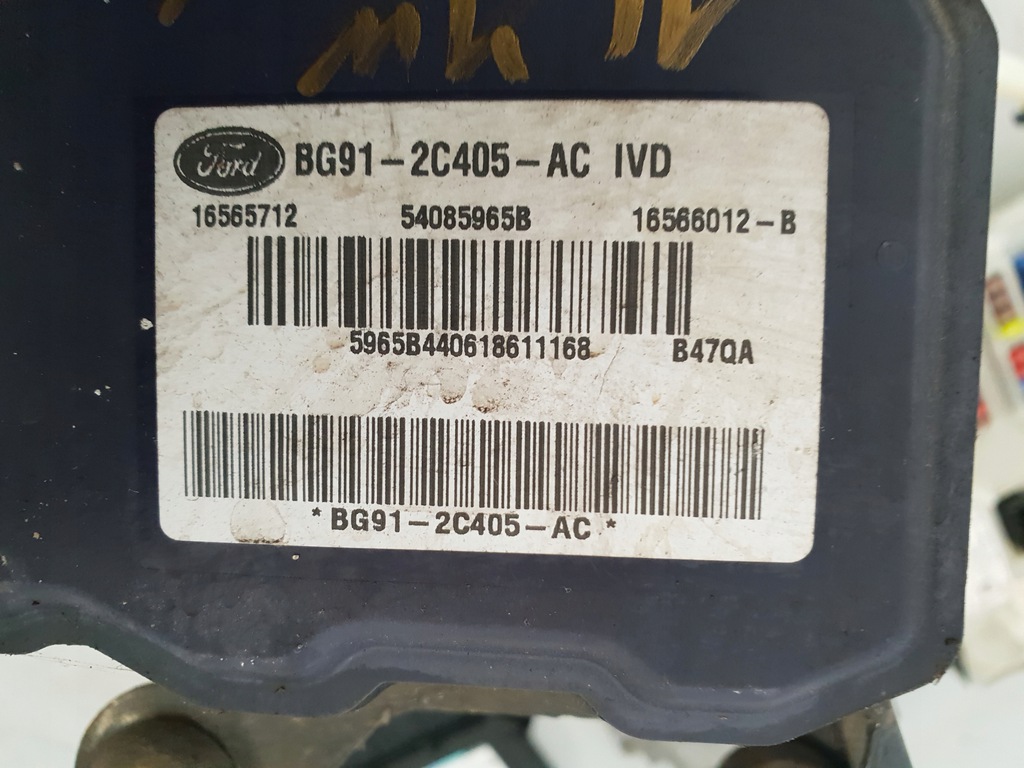 Ford BG91-2C405-AC IVD
16565712 54085965B 16566012-B
5965B440618611168 B47QA
*BG91-2C405-AC*